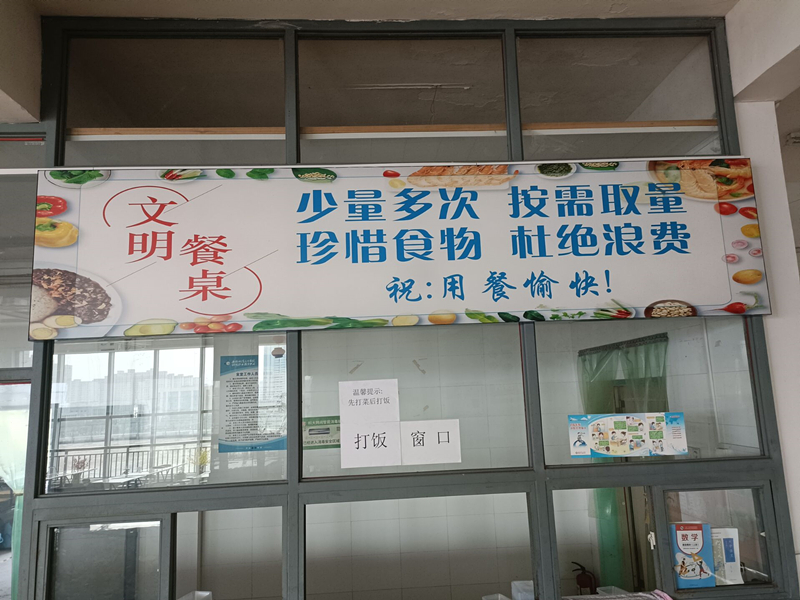 文明
餐桌
少量多次 按需取量
珍惜食物 杜绝浪费
祝:用餐愉快!
温馨提示:
先打菜后打饭
打饭 窗口
数学